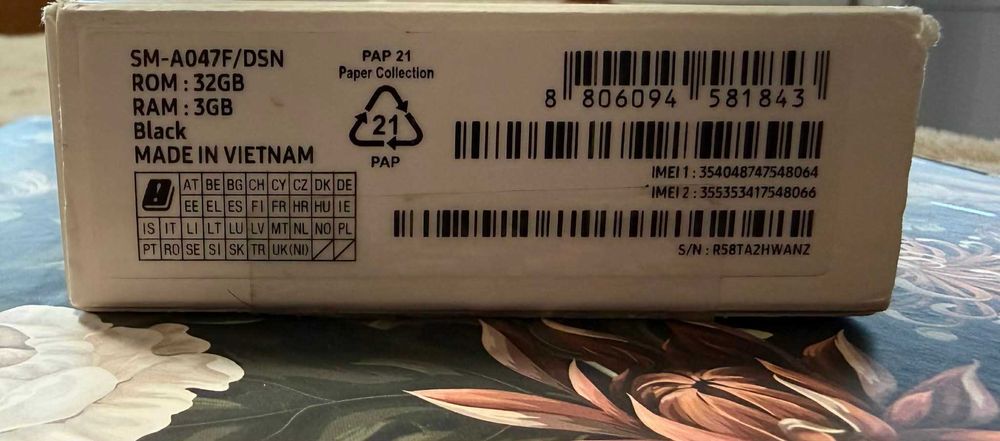 SM-A047F/DSN
ROM : 32GB
RAM : 3GB
Black
MADE IN VIETNAM
AT BE BG CH CY CZ DK DE
EE EL ES FI FR HR HU IE
IS IT LI LT LU LV MT NL NO PL
PT RO SE SI SK TR UK(NI)
PAP 21
Paper Collection
21
PAP
8 806094 581843
IMEI 1 : 354048747548064
IMEI 2 : 355353417548066
S/N : R58TA2HWANZ